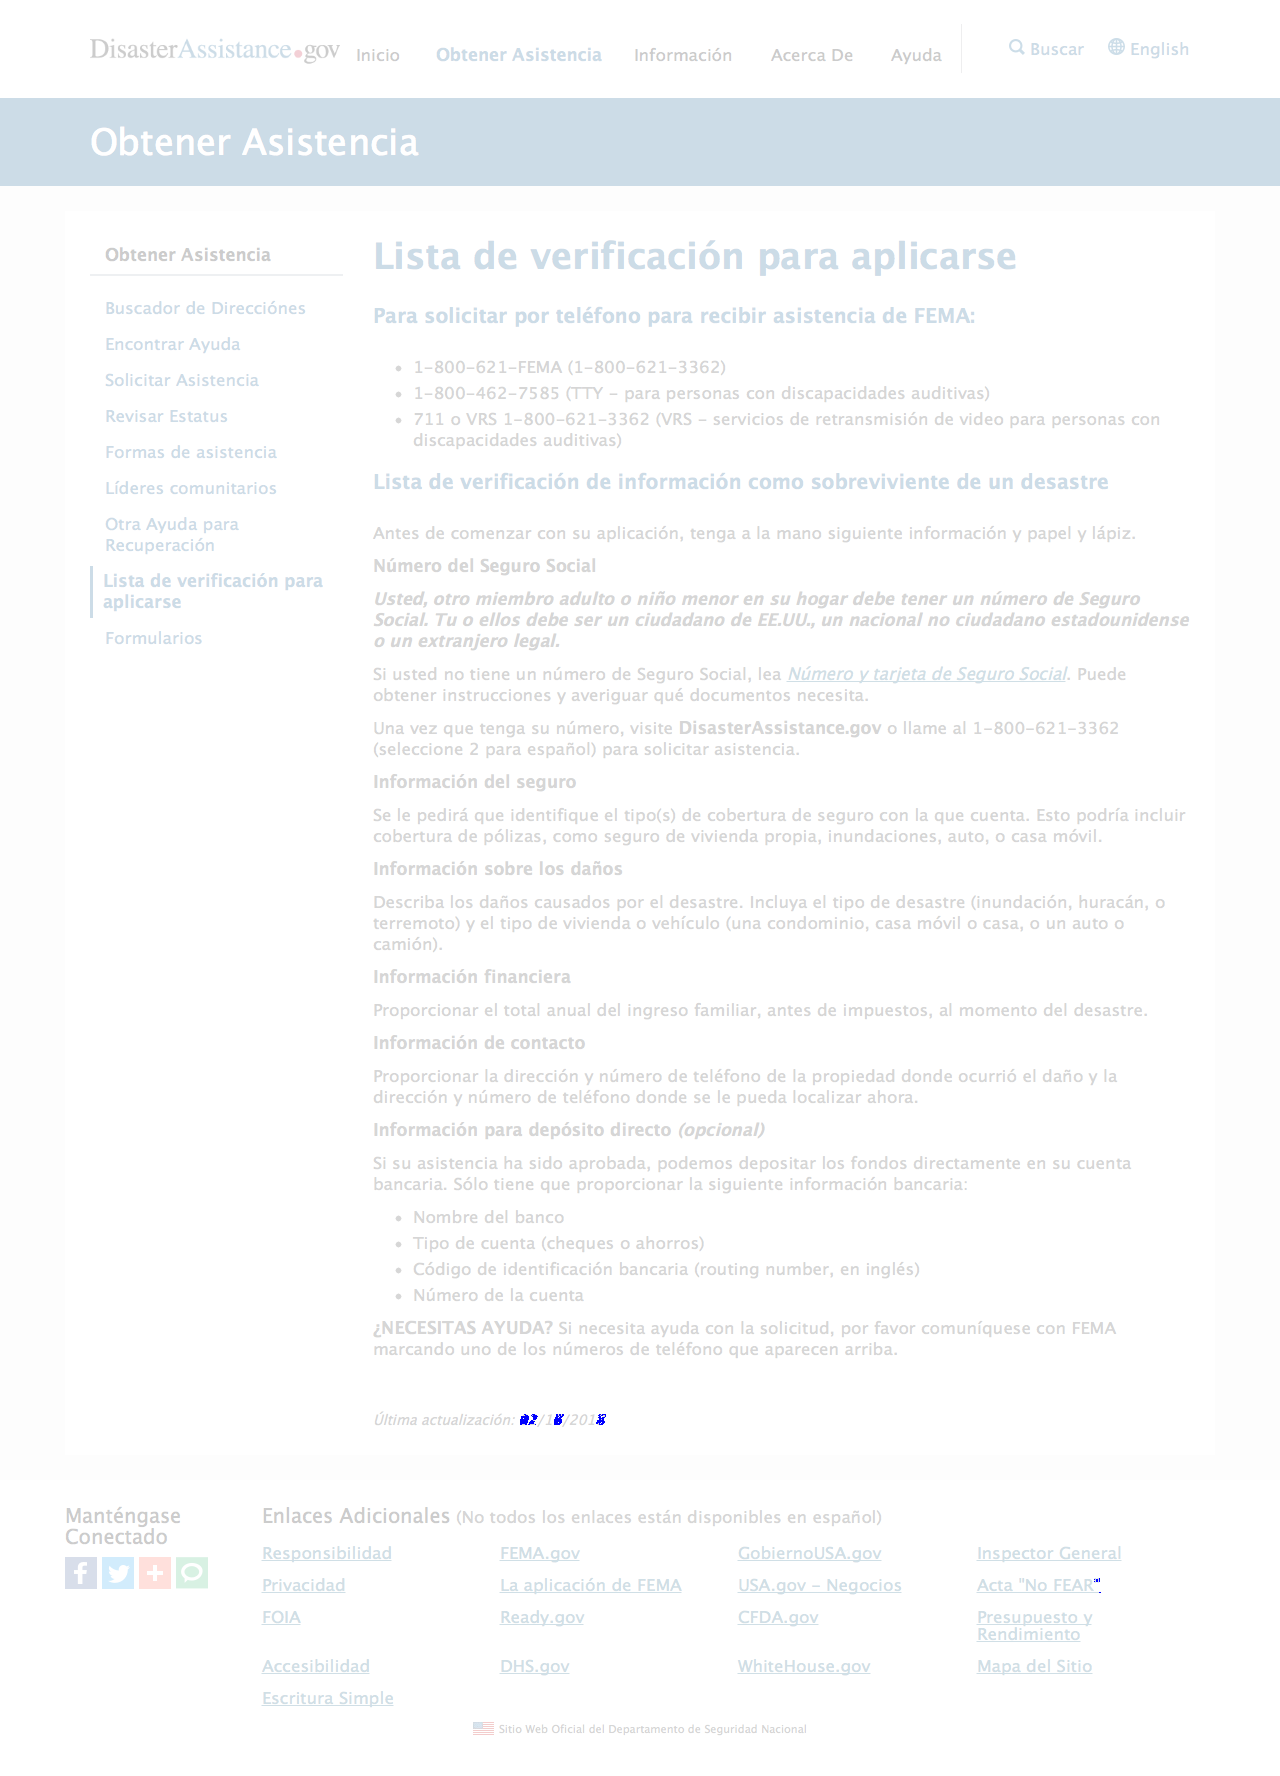 DisasterAssistance.gov Inicio Obtener Asistencia Información Acerca De Ayuda Buscar English
Obtener Asistencia
Obtener Asistencia
Buscador de Direcciónes
Encontrar Ayuda
Solicitar Asistencia
Revisar Estatus
Formas de asistencia
Líderes comunitarios
Otra Ayuda para
Recuperación
Lista de verificación para
aplicarse
Formularios
Lista de verificación para aplicarse
Para solicitar por teléfono para recibir asistencia de FEMA:
• 1-800-621-FEMA (1-800-621-3362)
• 1-800-462-7585 (TTY - para personas con discapacidades auditivas)
• 711 o VRS 1-800-621-3362 (VRS - servicios de retransmisión de video para personas con
discapacidades auditivas)
Lista de verificación de información como sobreviviente de un desastre
Antes de comenzar con su aplicación, tenga a la mano siguiente información y papel y lápiz.
Número del Seguro Social
Usted, otro miembro adulto o niño menor en su hogar debe tener un número de Seguro
Social. Tu o ellos debe ser un ciudadano de EE.UU., un nacional no ciudadano estadounidense
o un extranjero legal.
Si usted no tiene un número de Seguro Social, lea Número y tarjeta de Seguro Social. Puede
obtener instrucciones y averiguar qué documentos necesita.
Una vez que tenga su número, visite DisasterAssistance.gov o llame al 1-800-621-3362
(seleccione 2 para español) para solicitar asistencia.
Información del seguro
Se le pedirá que identifique el tipo(s) de cobertura de seguro con la que cuenta. Esto podría incluir
cobertura de pólizas, como seguro de vivienda propia, inundaciones, auto, o casa móvil.
Información sobre los daños
Describa los daños causados por el desastre. Incluya el tipo de desastre (inundación, huracán, o
terremoto) y el tipo de vivienda o vehículo (una condominio, casa móvil o casa, o un auto o
camión).
Información financiera
Proporcionar el total anual del ingreso familiar, antes de impuestos, al momento del desastre.
Información de contacto
Proporcionar la dirección y número de teléfono de la propiedad donde ocurrió el daño y la
dirección y número de teléfono donde se le pueda localizar ahora.
Información para depósito directo (opcional)
Si su asistencia ha sido aprobada, podemos depositar los fondos directamente en su cuenta
bancaria. Sólo tiene que proporcionar la siguiente información bancaria:
• Nombre del banco
• Tipo de cuenta (cheques o ahorros)
• Código de identificación bancaria (routing number, en inglés)
• Número de la cuenta
¿NECESITAS AYUDA? Si necesita ayuda con la solicitud, por favor comuníquese con FEMA
marcando uno de los números de teléfono que aparecen arriba.
Última actualización:
Manténgase
Conectado
Enlaces Adicionales (No todos los enlaces están disponibles en español)
Responsibilidad FEMA.gov GobiernoUSA.gov Inspector General
Privacidad La aplicación de FEMA USA.gov - Negocios Acta "No FEAR"
FOIA Ready.gov CFDA.gov Presupuesto y
Rendimiento
Accesibilidad DHS.gov WhiteHouse.gov Mapa del Sitio
Escritura Simple
Sitio Web Oficial del Departamento de Seguridad Nacional